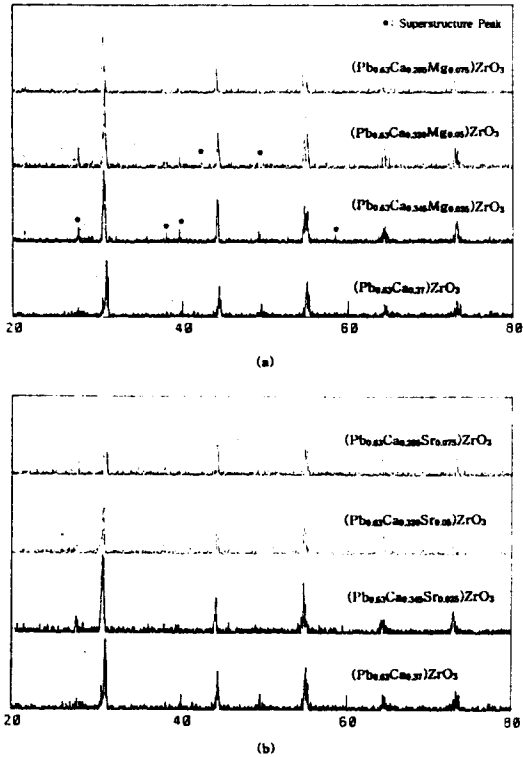 • : Superstructure Peak
(Pb0.63Ca0.295Mg0.075)ZrO3
(Pb0.63Ca0.320Mg0.05)ZrO3
(Pb0.63Ca0.345Mg0.025)ZrO3
(Pb0.63Ca0.37)ZrO3
20 40 60 80
(a)
(Pb0.63Ca0.295Sr0.075)ZrO3
(Pb0.63Ca0.320Sr0.05)ZrO3
(Pb0.63Ca0.345Sr0.025)ZrO3
(Pb0.63Ca0.37)ZrO3
20 40 60 80
(b)